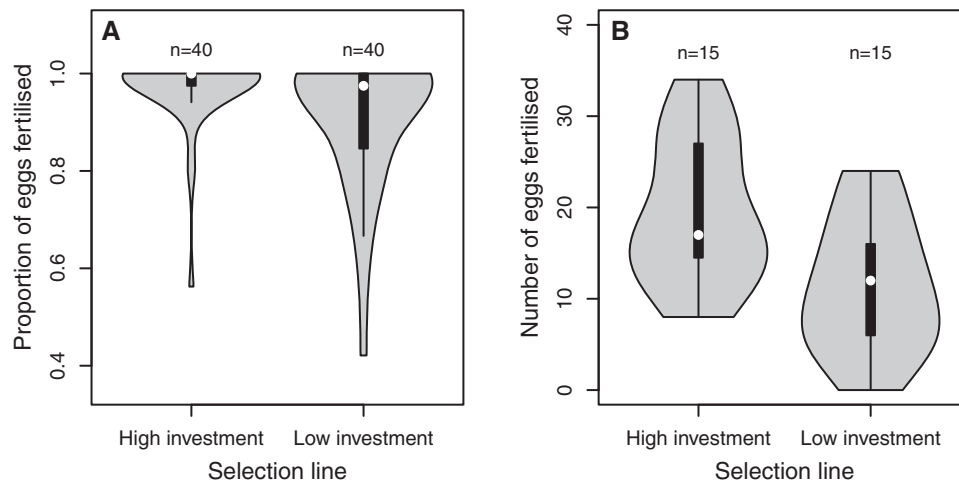 A
n=40
n=40
Proportion of eggs fertilised
1.0
0.8
0.6
0.4
High investment
Low investment
Selection line
B
n=15
n=15
Number of eggs fertilised
40
30
20
10
0
High investment
Low investment
Selection line